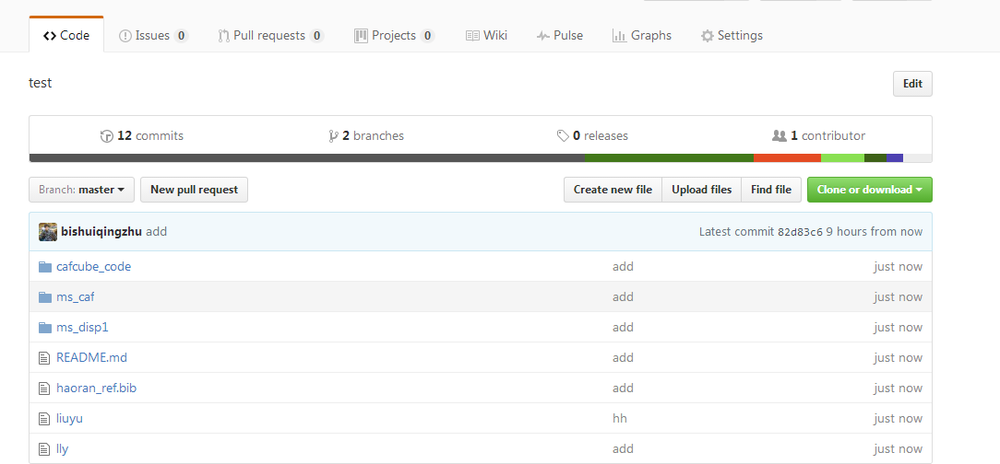 Code Issues 0 Pull requests 0 Projects 0 Wiki Pulse Graphs Settings
test Edit
12 commits 2 branches 0 releases 1 contributor
Branch: master New pull request Create new file Upload files Find file Clone or download
bishuiqingzhu add Latest commit 82d83c6 9 hours from now
cafcube_code add just now
ms_caf add just now
ms_disp1 add just now
README.md add just now
haoran_ref.bib add just now
liuyu hh just now
lly add just now